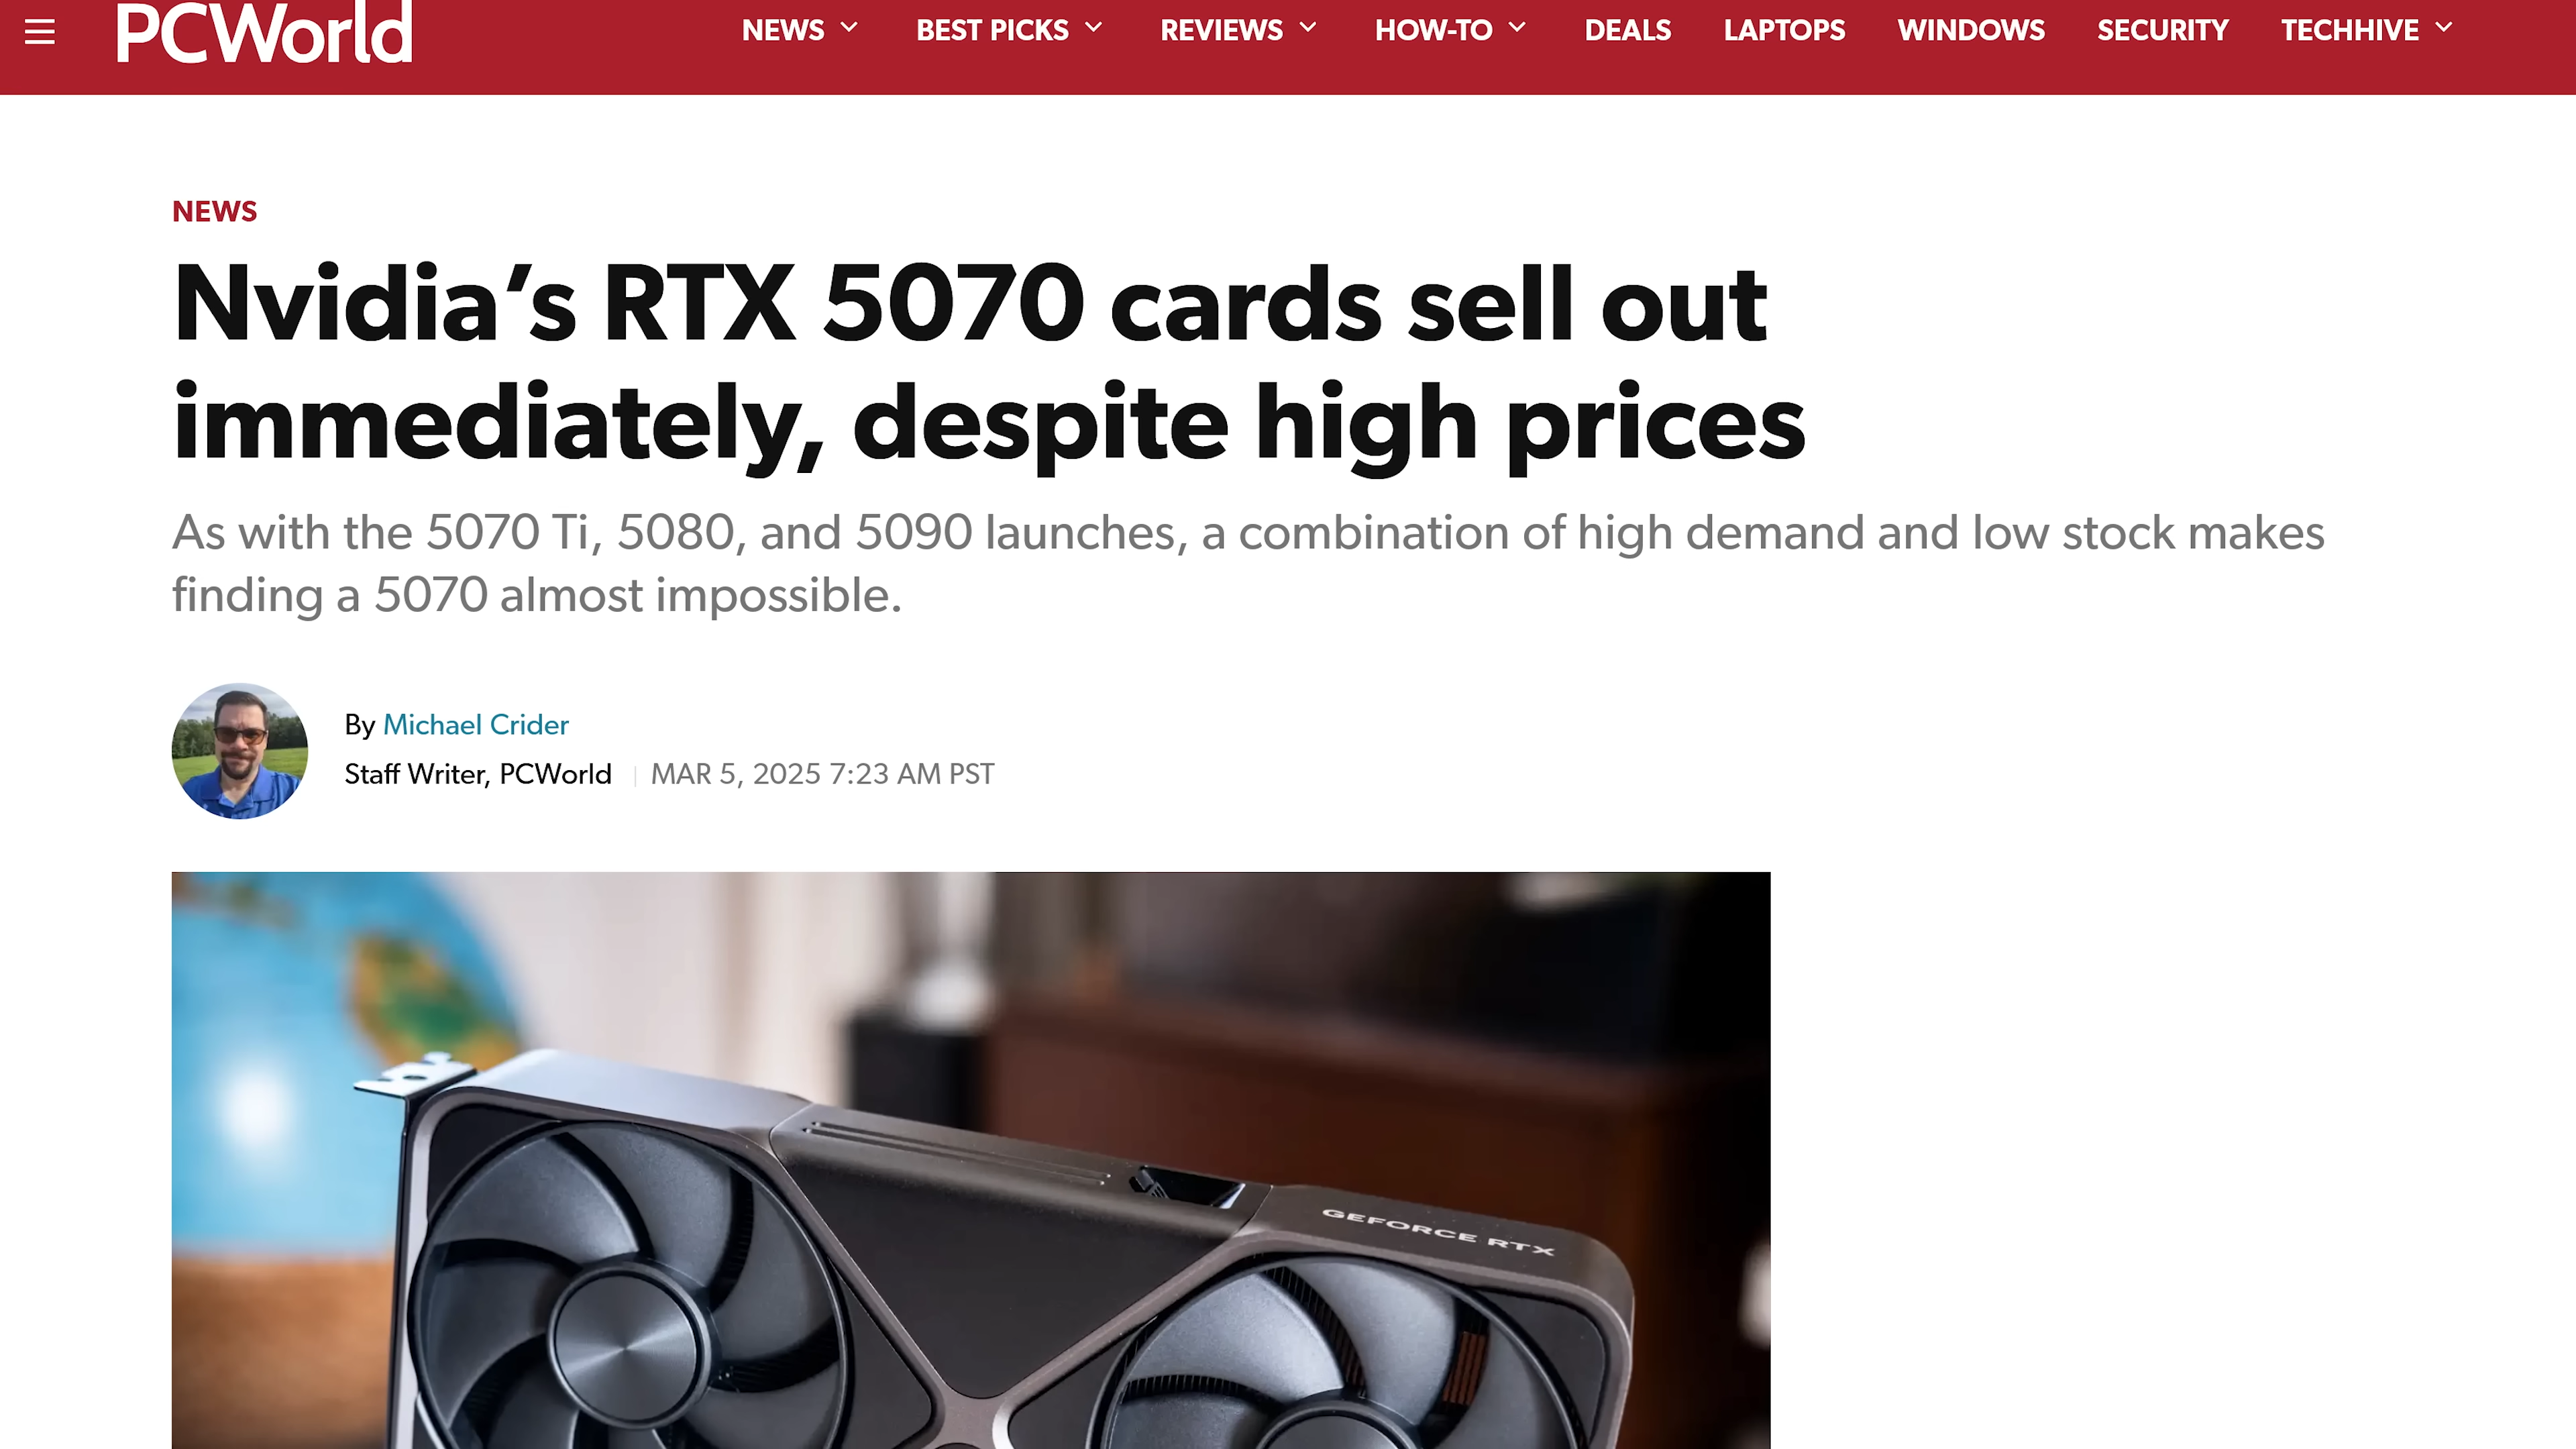 PCWorld
NEWS
BEST PICKS
REVIEWS
HOW-TO
DEALS
LAPTOPS
WINDOWS
SECURITY
TECHHIVE
NEWS
Nvidia’s RTX 5070 cards sell out
immediately, despite high prices
As with the 5070 Ti, 5080, and 5090 launches, a combination of high demand and low stock makes
finding a 5070 almost impossible.
By Michael Crider
Staff Writer, PCWorld | MAR 5, 2025 7:23 AM PST
GEFORCE RTX